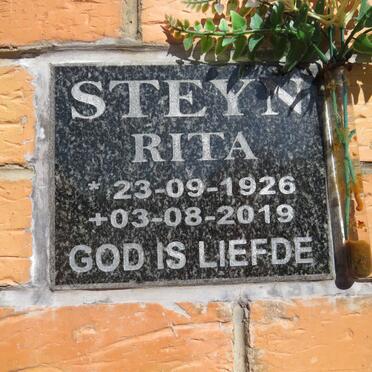 STEYN
RITA
* 23-09-1926
+03-08-2019
GOD IS LIEFDE